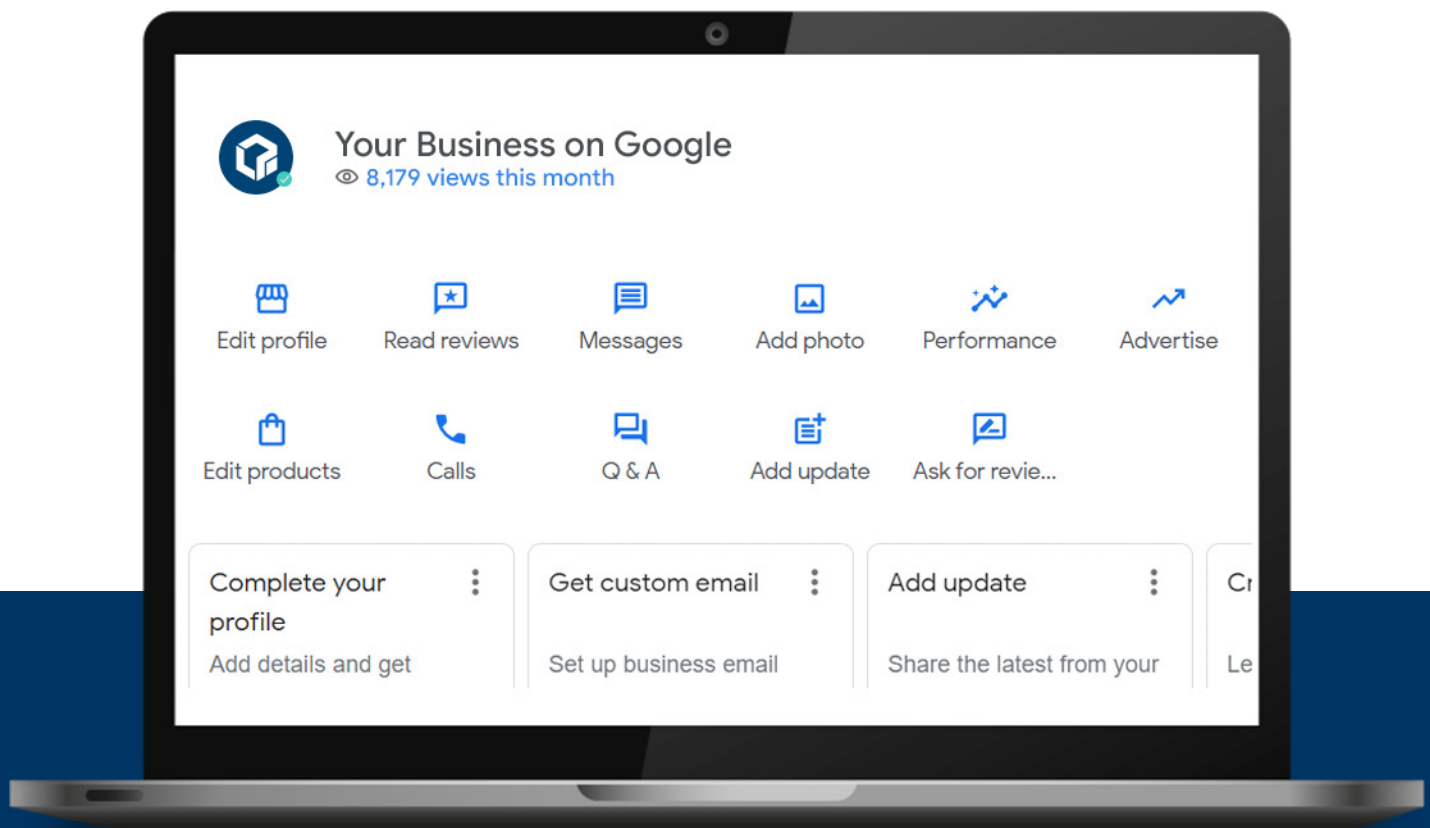 Your Business on Google
8,179 views this month
Edit profile
Read reviews
Messages
Add photo
Performance
Advertise
Edit products
Calls
Q & A
Add update
Ask for revie...
Complete your
profile
Add details and get
Get custom email
Set up business email
Add update
Share the latest from your
Cr
Le